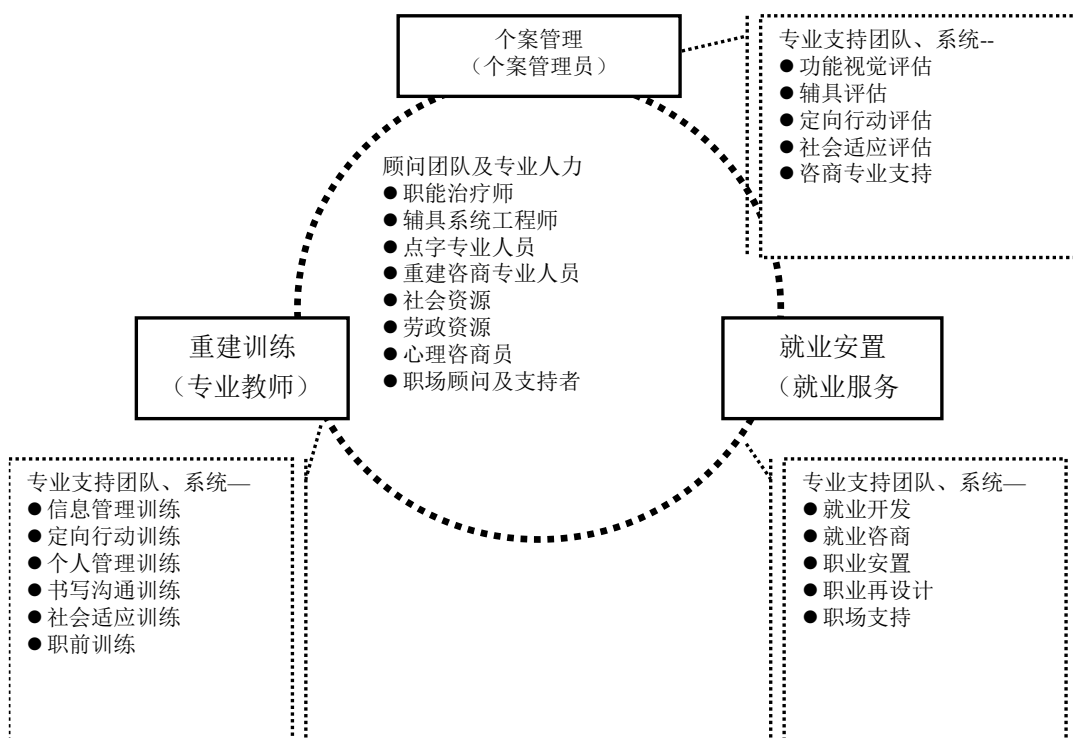 个案管理
（个案管理员）
专业支持团队、系统--
●功能视觉评估
●辅具评估
●定向行动评估
●社会适应评估
●咨商专业支持
顾问团队及专业人力
●职能治疗师
●辅具系统工程师
●点字专业人员
●重建咨商专业人员
●社会资源
●劳政资源
●心理咨商员
●职场顾问及支持者
重建训练
（专业教师）
就业安置
（就业服务
专业支持团队、系统—
●信息管理训练
●定向行动训练
●个人管理训练
●书写沟通训练
●社会适应训练
●职前训练
专业支持团队、系统—
●就业开发
●就业咨商
●职业安置
●职业再设计
●职场支持